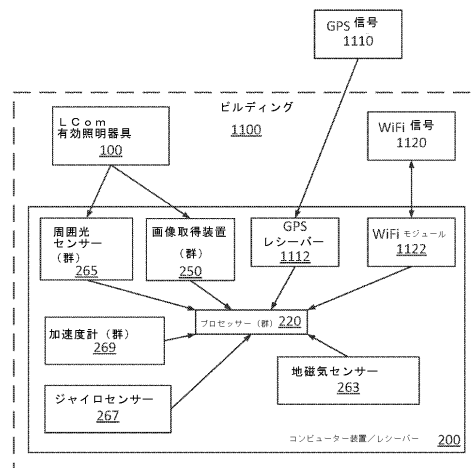 GPS 信号
1110
ビルディング
1100
LCom
有効照明器具
100
WiFi 信号
1120
周囲光
センサー
(群)
265
画像取得装置
(群)
250
GPS
レシーバー
1112
WiFi モジュール
1122
プロセッサー (群) 220
加速度計 (群)
269
地磁気センサー
263
ジャイロセンサー
267
200
コンピューター装置/レシーバー